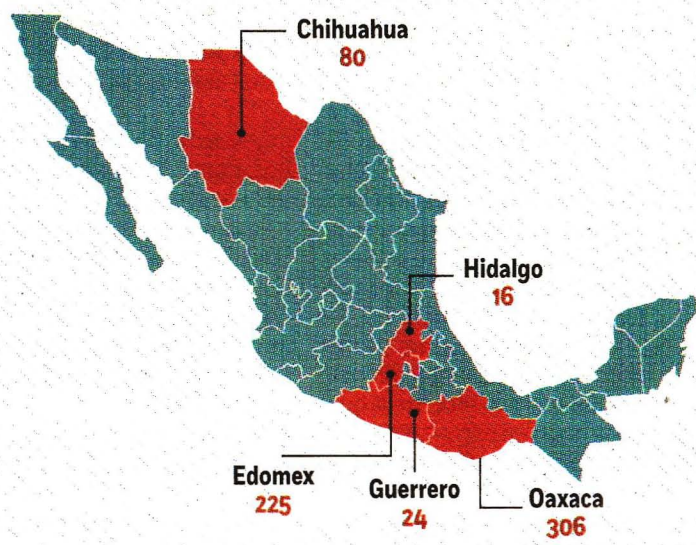 Chihuahua
80
Hidalgo
16
Edomex
225
Guerrero
24
Oaxaca
306